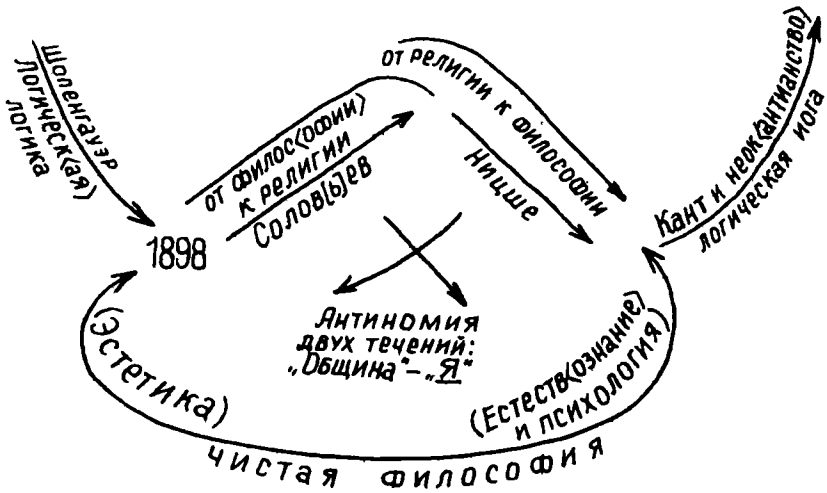 Шопенгауэр
Логическ<ая>
логика
1898
от филос<офии>
к религии
Солов[ь]ев
от религии к философии
Ницше
Кант и неок<антианство>
логическая йога
Антиномия
двух течений:
„Община“ – „Я“
(Эстетика)
(Естеств<ознание>
и психология)
чистая философия